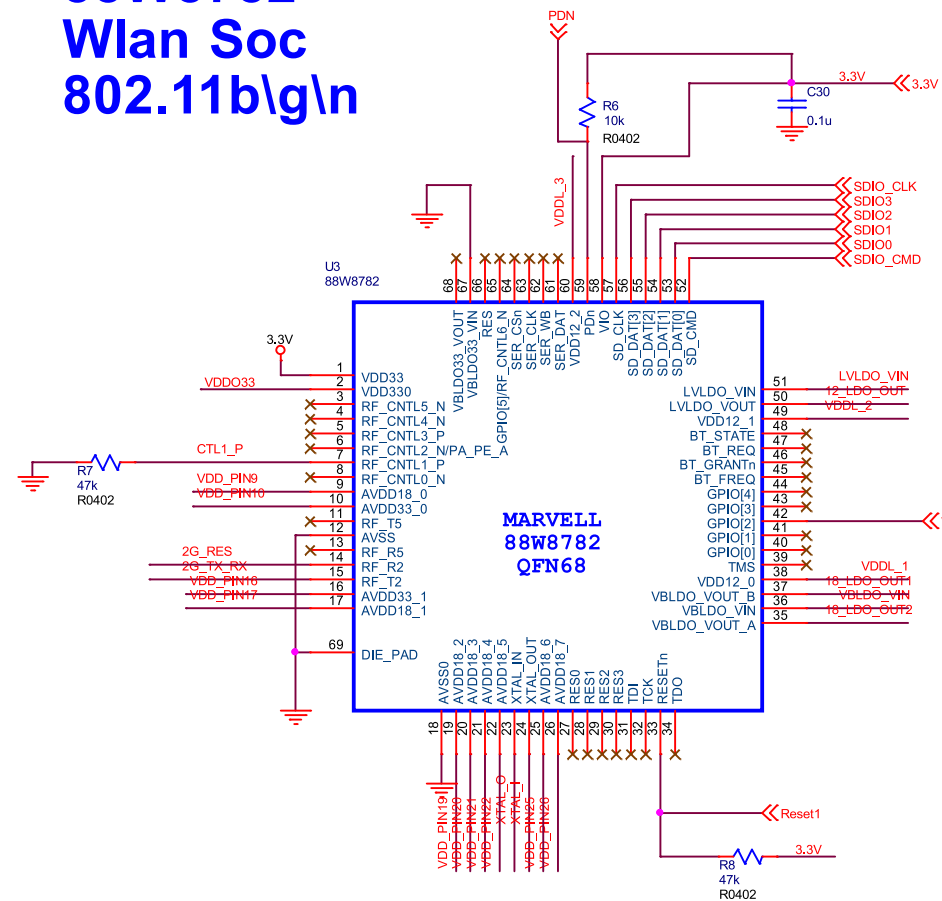 Wlan Soc
802.11b\g\n
PDN
R6
10k
R0402
3.3V
3.3V
C30
0.1u
VDDL_3
SDIO_CLK
SDIO3
SDIO2
SDIO1
SDIO0
SDIO_CMD
U3
88W8782
68
67
66
65
64
63
62
61
60
59
58
57
56
55
54
53
52
VBLDO33_VOUT
VBLDO33_VIN
RES
GPIO[5]/RF_CNTL6_N
SER_CSn
SER_CLK
SER_WB
SER_DAT
VDD12_2
PDn
VIO
SD_CLK
SD_DAT[3]
SD_DAT[2]
SD_DAT[1]
SD_DAT[0]
SD_CMD
3.3V
1 VDD33
VDDO33 2 VDD330
3 RF_CNTL5_N
4 RF_CNTL4_N
5 RF_CNTL3_P
6 RF_CNTL2_N/PA_PE_A
CTL1_P 7 RF_CNTL1_P
R7
47k
R0402
8 RF_CNTL0_N
VDD_PIN9 9 AVDD18_0
VDD_PIN10 10 AVDD33_0
11 RF_T5
12 AVSS
13 RF_R5
2G_RES 14 RF_R2
2G_TX_RX 15 RF_T2
VDD_PIN16 16 AVDD33_1
VDD_PIN17 17 AVDD18_1
69 DIE_PAD
MARVELL
88W8782
QFN68
LVLDO_VIN 51 LVLDO_VIN
LVLDO_VOUT 50 12_LDO_OUT
VDD12_1 49 VDDL_2
BT_STATE 48
BT_REQ 47
BT_GRANTn 46
BT_FREQ 45
GPIO[4] 44
GPIO[3] 43
GPIO[2] 42
GPIO[1] 41
GPIO[0] 40
TMS 39
VDD12_0 38 VDDL_1
VBLDO_VOUT_B 37 18_LDO_OUT1
VBLDO_VIN 36 VBLDO_VIN
VBLDO_VOUT_A 35 18_LDO_OUT2
AVSS0
AVDD18_2
AVDD18_3
AVDD18_4
AVDD18_5
XTAL_IN
XTAL_OUT
AVDD18_6
AVDD18_7
RES0
RES1
RES2
RES3
TDI
TCK
RESETn
TDO
18
19
20
21
22
23
24
25
26
27
28
29
30
31
32
33
34
VDD_PIN19
VDD_PIN20
VDD_PIN21
VDD_PIN22
XTAL_O
XTAL_I
VDD_PIN25
VDD_PIN26
Reset1
3.3V
R8
47k
R0402